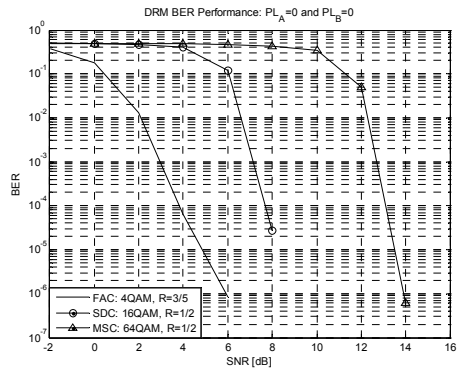 DRM BER Performance: PL_A=0 and PL_B=0
10^0
10^-1
10^-2
10^-3
10^-4
10^-5
10^-6
10^-7
BER
FAC: 4QAM, R=3/5
SDC: 16QAM, R=1/2
MSC: 64QAM, R=1/2
-2 0 2 4 6 8 10 12 14 16
SNR [dB]